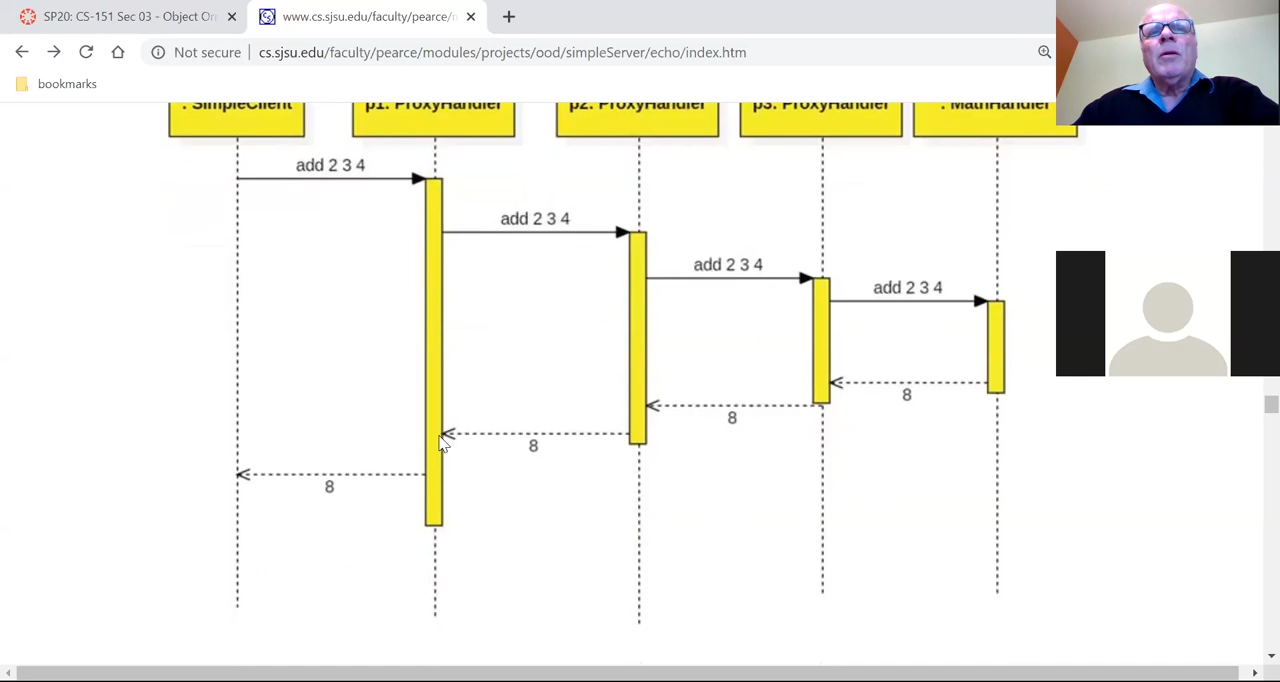 SP20: CS-151 Sec 03 - Object Or
www.cs.sjsu.edu/faculty/pearce/
Not secure
cs.sjsu.edu/faculty/pearce/modules/projects/ood/simpleServer/echo/index.htm
bookmarks
: SimpleClient
p1: ProxyHandler
p2: ProxyHandler
p3: ProxyHandler
: MathHandler
add 2 3 4
add 2 3 4
add 2 3 4
add 2 3 4
8
8
8
8